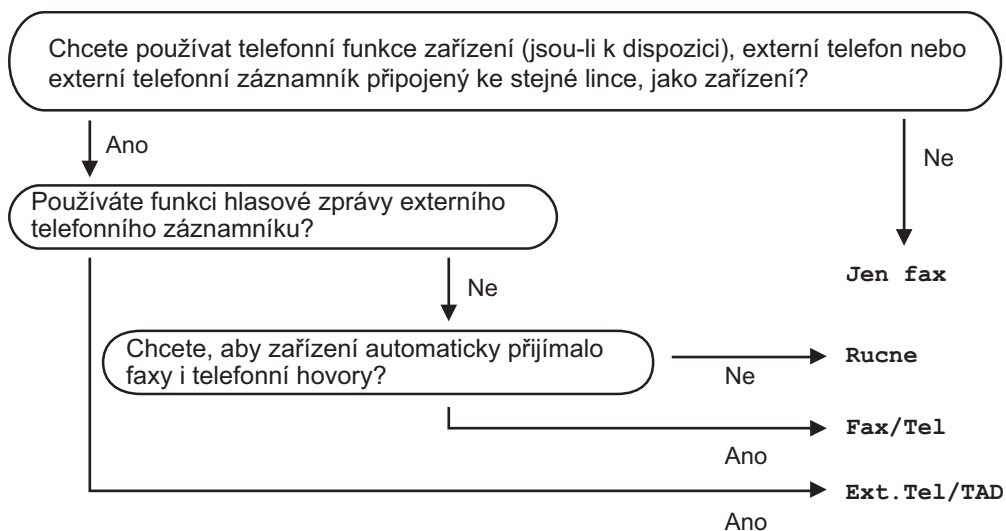 Chcete používat telefonní funkce zařízení (jsou-li k dispozici), externí telefon nebo
externí telefonní záznamník připojený ke stejné lince, jako zařízení?
Ano
Ne
Používáte funkci hlasové zprávy externího
telefonního záznamníku?
Jen fax
Ne
Chcete, aby zařízení automaticky přijímalo
faxy i telefonní hovory?
Ne
Rucne
Fax/Tel
Ano
Ext.Tel/TAD
Ano